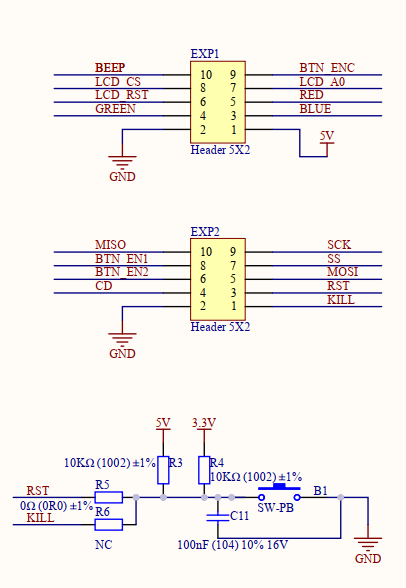 EXP1
BEEP 10 9 BTN_ENC
LCD_CS 8 7 LCD_A0
LCD_RST 6 5 RED
GREEN 4 3 BLUE
2 1
5V
Header 5X2
GND
EXP2
MISO 10 9 SCK
BTN_EN1 8 7 SS
BTN_EN2 6 5 MOSI
CD 4 3 RST
2 1 KILL
Header 5X2
GND
5V 3.3V
10KΩ (1002) ±1% R3 R4
10KΩ (1002) ±1%
RST R5 B1
0Ω (0R0) ±1% SW-PB
KILL R6 C11
NC 100nF (104) 10% 16V
GND